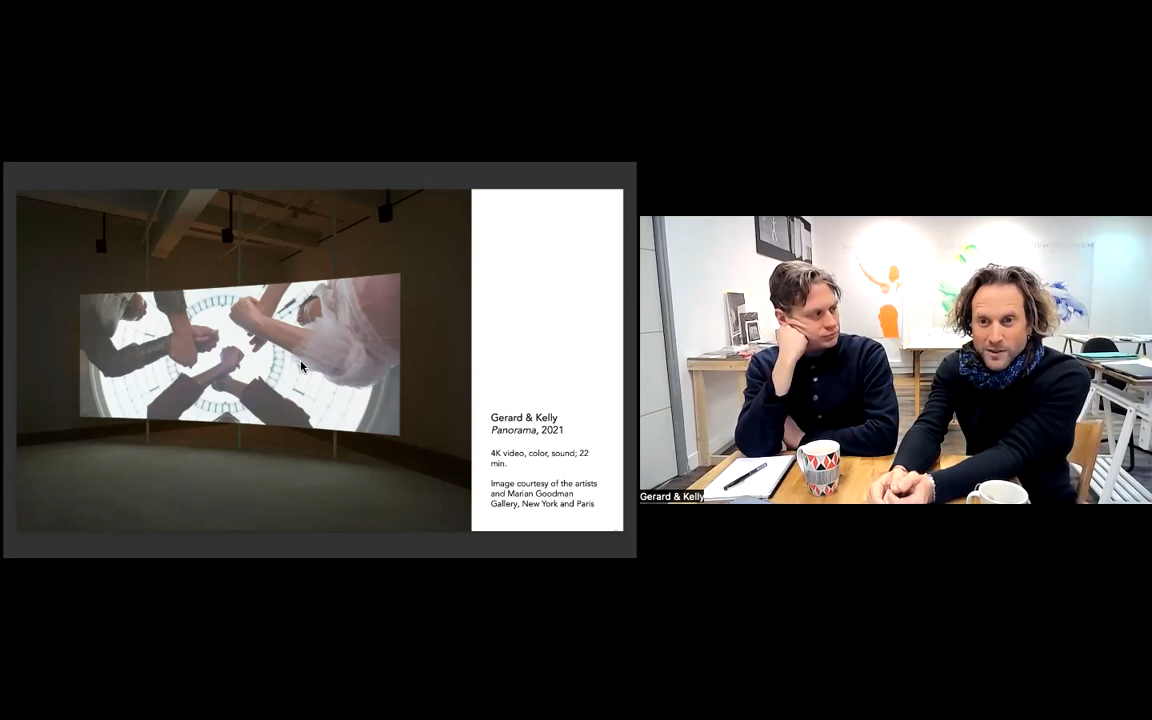 Gerard & Kelly
Panorama, 2021
4K video, color, sound; 22
min.
Image courtesy of the artists
and Marian Goodman
Gallery, New York and Paris
Gerard & Kelly